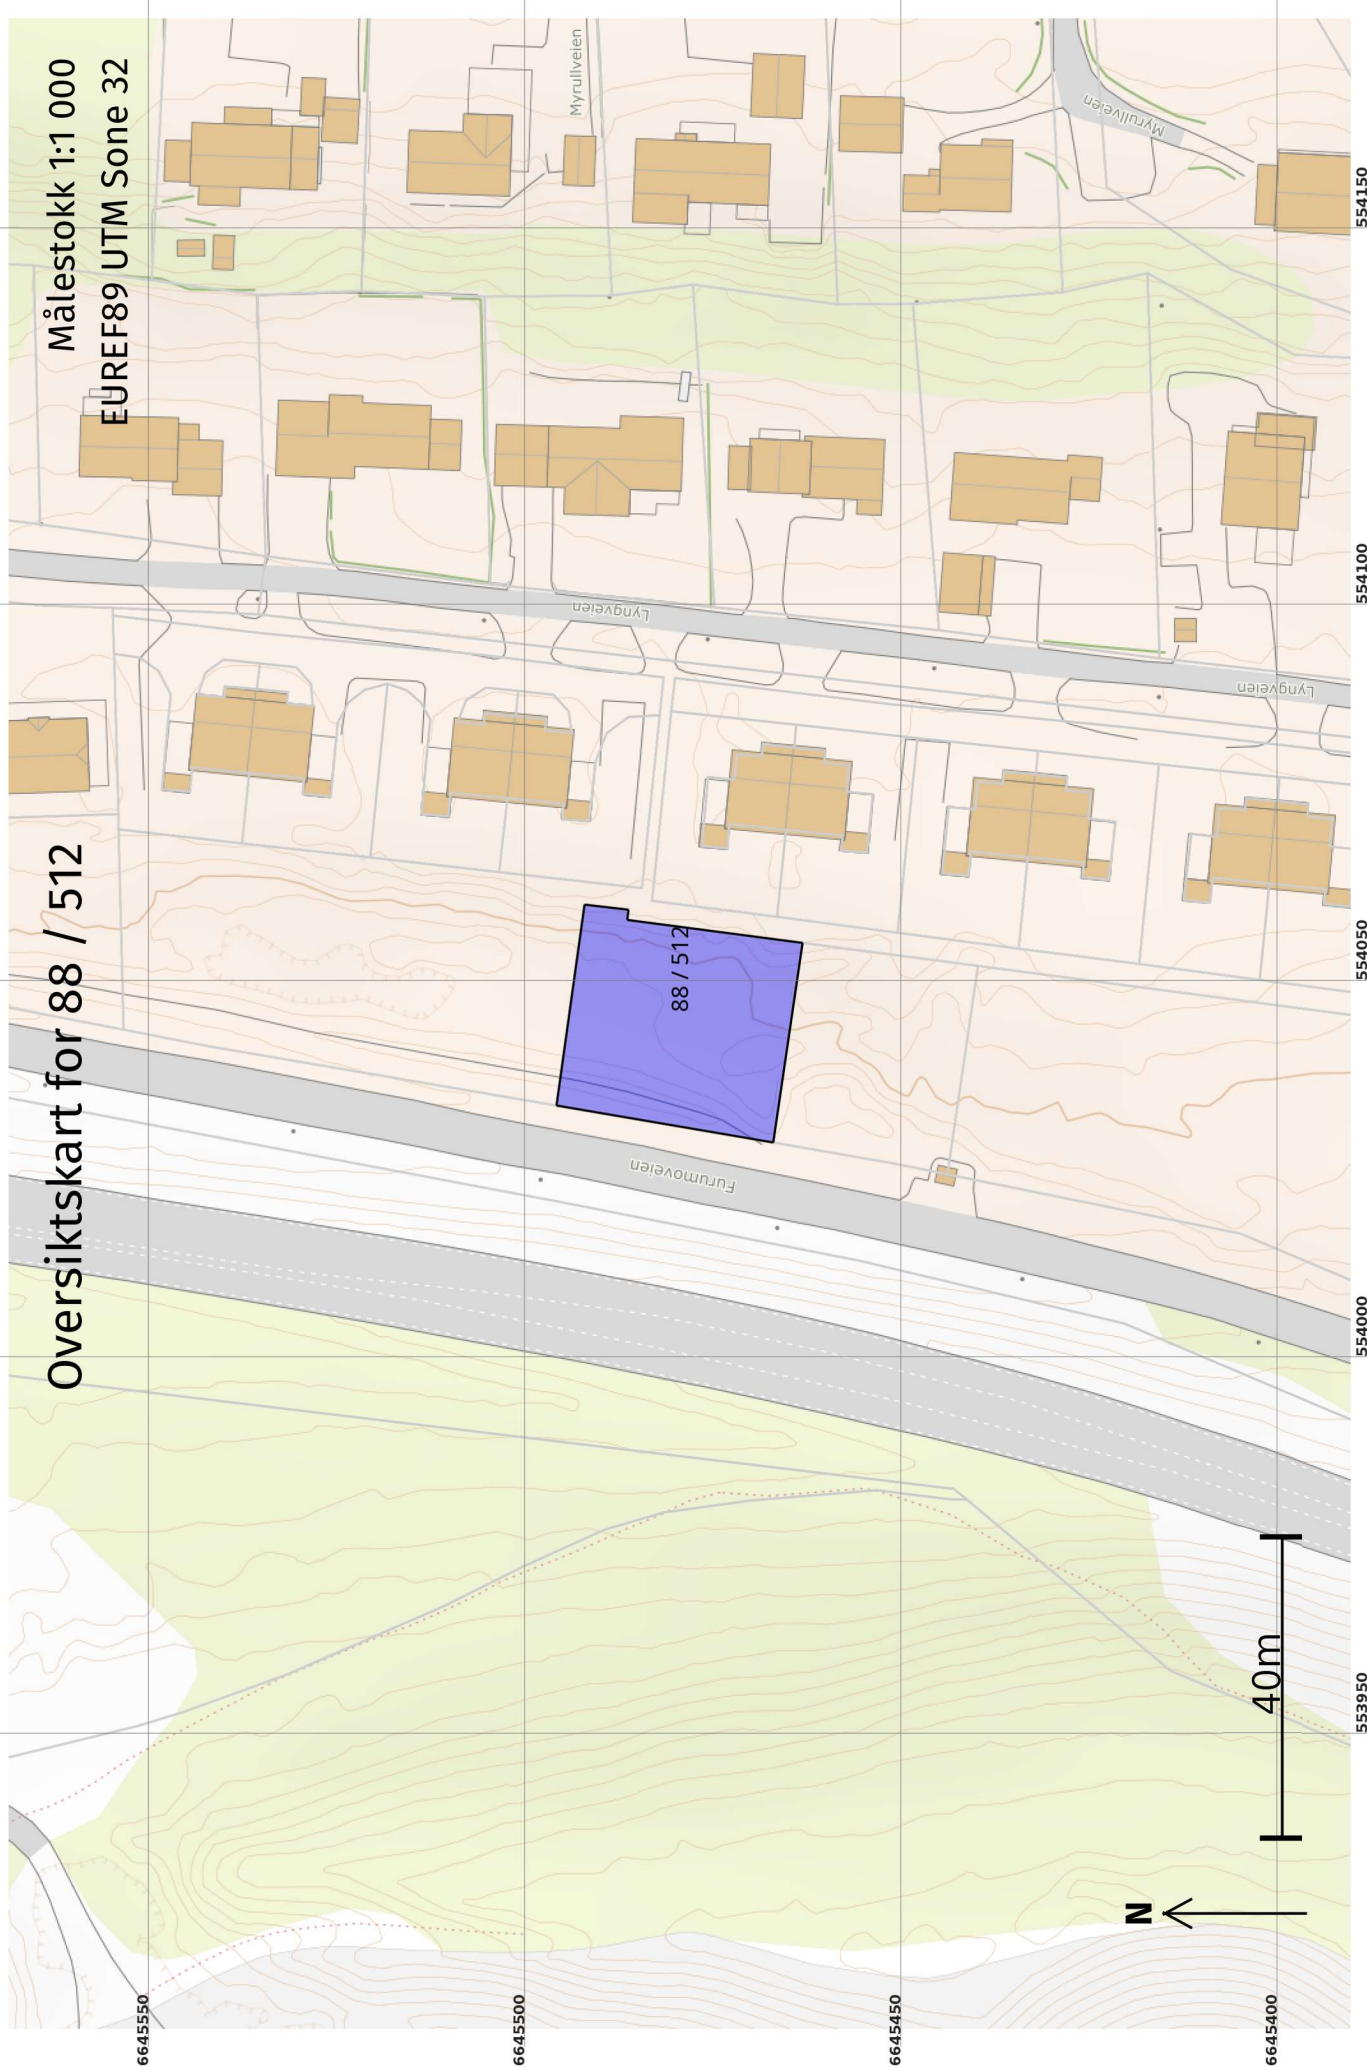 Oversiktskart for 88 / 512
Målestokk 1:1 000
EUREF89 UTM Sone 32
6645550
6645500
6645450
6645400
553950
554000
554050
554100
554150
Furumoveien
88 / 512
Lyngveien
Lyngveien
Myrullveien
Myrullveien
N
40m